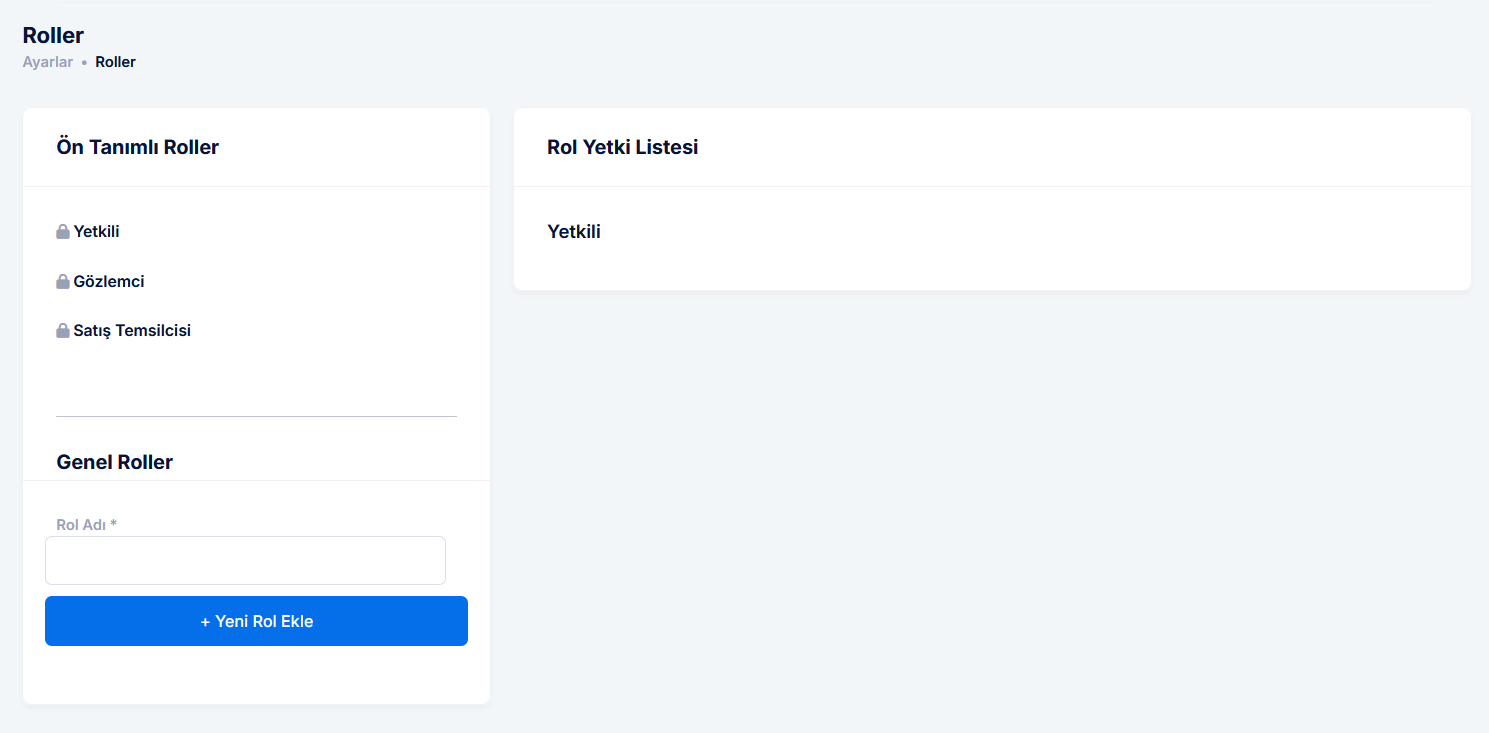 Roller
Ayarlar • Roller
Ön Tanımlı Roller
Yetkili
Gözlemci
Satış Temsilcisi
Genel Roller
Rol Adı *
+ Yeni Rol Ekle
Rol Yetki Listesi
Yetkili